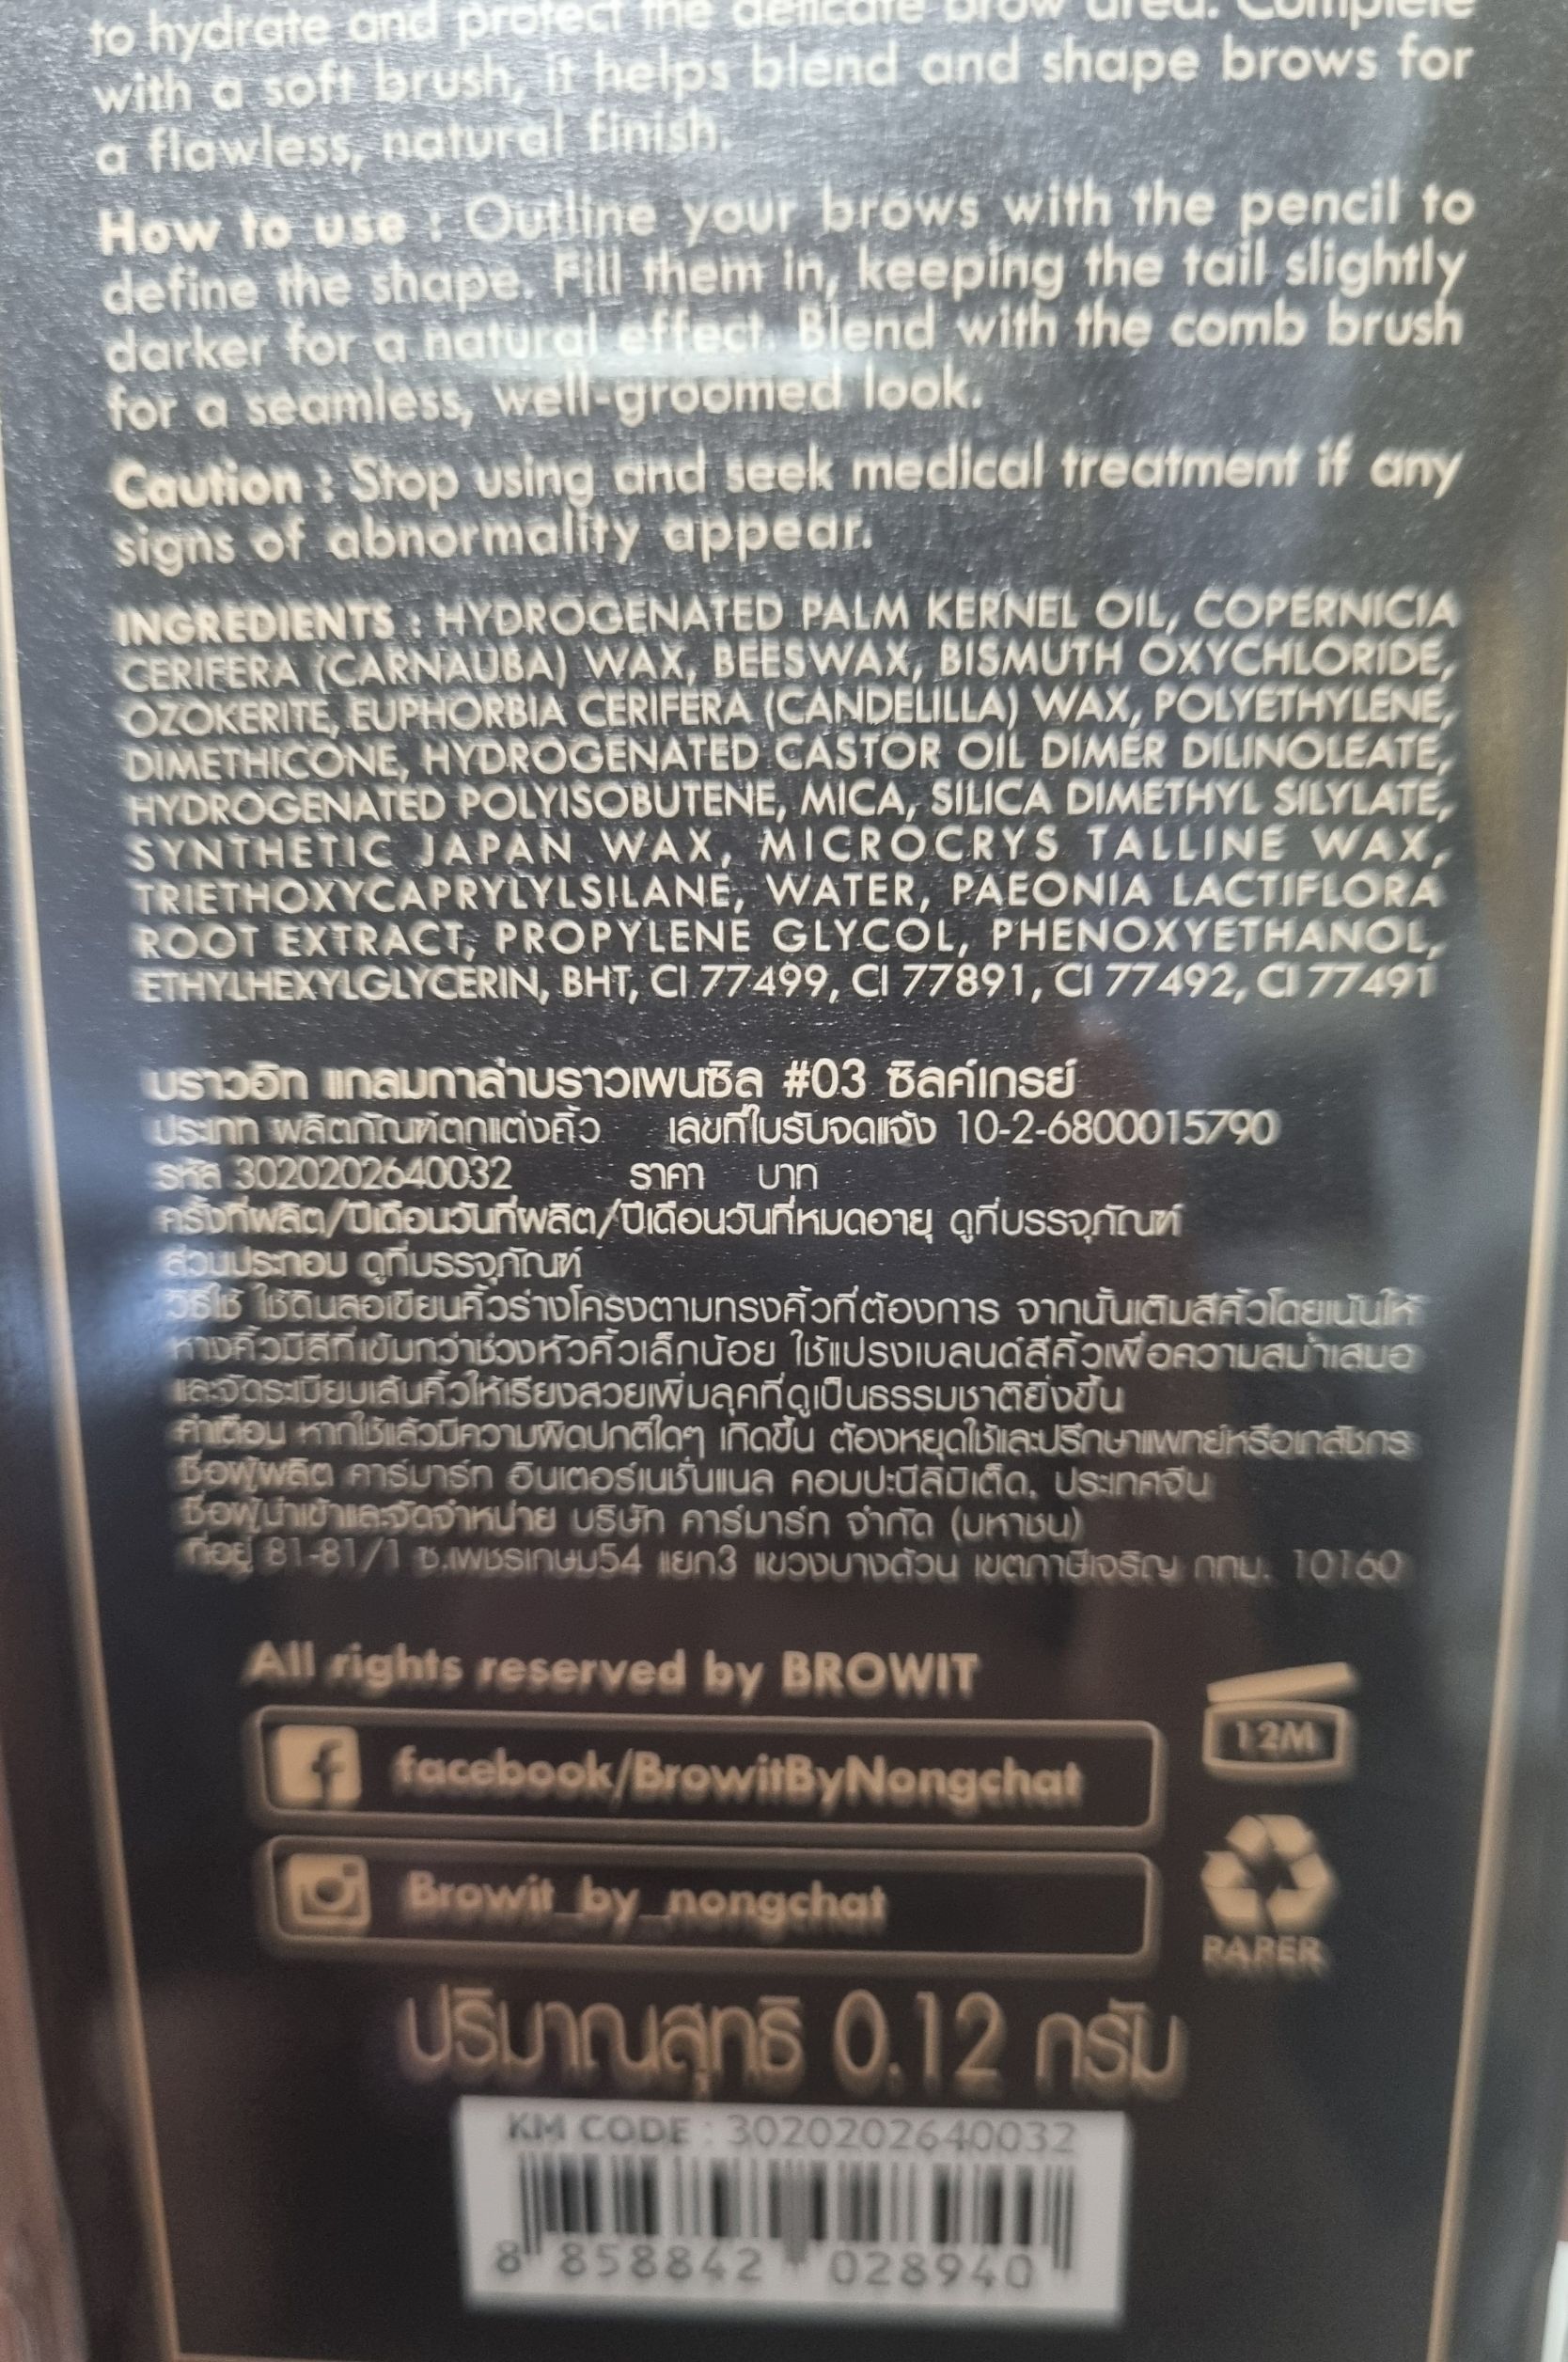 to hydrate and protect the delicate brow area. Complete
with a soft brush, it helps blend and shape brows for
a flawless, natural finish.
How to use : Outline your brows with the pencil to
define the shape. Fill them in, keeping the tail slightly
darker for a natural effect. Blend with the comb brush
for a seamless, well-groomed look.
Caution : Stop using and seek medical treatment if any
signs of abnormality appear.
INGREDIENTS : HYDROGENATED PALM KERNEL OIL, COPERNICIA
CERIFERA (CARNAUBA) WAX, BEESWAX, BISMUTH OXYCHLORIDE,
OZOKERITE, EUPHORBIA CERIFERA (CANDELILLA) WAX, POLYETHYLENE,
DIMETHICONE, HYDROGENATED CASTOR OIL DIMER DILINOLEATE,
HYDROGENATED POLYISOBUTENE, MICA, SILICA DIMETHYL SILYLATE,
SYNTHETIC JAPAN WAX, MICROCRYS TALLINE WAX,
TRIETHOXYCAPRYLYLSILANE, WATER, PAEONIA LACTIFLORA
ROOT EXTRACT, PROPYLENE GLYCOL, PHENOXYETHANOL,
ETHYLHEXYLGLYCERIN, BHT, CI 77499, CI 77891, CI 77492, CI 77491
บราวอิท แกลมกาล่าบราวเพนซิล #03 ซิลค์เกรย์
ประเภท ผลิตภัณฑ์ตกแต่งคิ้ว เลขที่ใบรับจดแจ้ง 10-2-6800015790
รหัส 3020202640032 ราคา บาท
ครั้งที่ผลิต/ปีเดือนวันที่ผลิต/ปีเดือนวันที่หมดอายุ ดูที่บรรจุภัณฑ์
ส่วนประกอบ ดูที่บรรจุภัณฑ์
วิธีใช้ ใช้ดินสอเขียนคิ้วร่างโครงตามทรงคิ้วที่ต้องการ จากนั้นเติมสีคิ้วโดยเน้นให้
หางคิ้วมีสีที่เข้มกว่าช่วงหัวคิ้วเล็กน้อย ใช้แปรงเบลนด์สีคิ้วเพื่อความสม่ำเสมอ
และจัดระเบียบเส้นคิ้วให้เรียงสวยเพิ่มลุคที่ดูเป็นธรรมชาติยิ่งขึ้น
คำเตือน หากใช้แล้วมีความผิดปกติใดๆ เกิดขึ้น ต้องหยุดใช้และปรึกษาแพทย์หรือเภสัชกร
ชื่อผู้ผลิต คาร์มาร์ท อินเตอร์เนชั่นแนล คอมปะนีลิมิเต็ด, ประเทศจีน
ชื่อผู้นำเข้าและจัดจำหน่าย บริษัท คาร์มาร์ท จำกัด (มหาชน)
ที่อยู่ 81-81/1 ซ.เพชรเกษม54 แยก3 แขวงบางด้วน เขตภาษีเจริญ กทม. 10160
All rights reserved by BROWIT
12M
facebook/BrowitByNongchat
Browit_by_nongchat
PAPER
ปริมาณสุทธิ 0.12 กรัม
KM CODE : 3020202640032
8 858842 028940